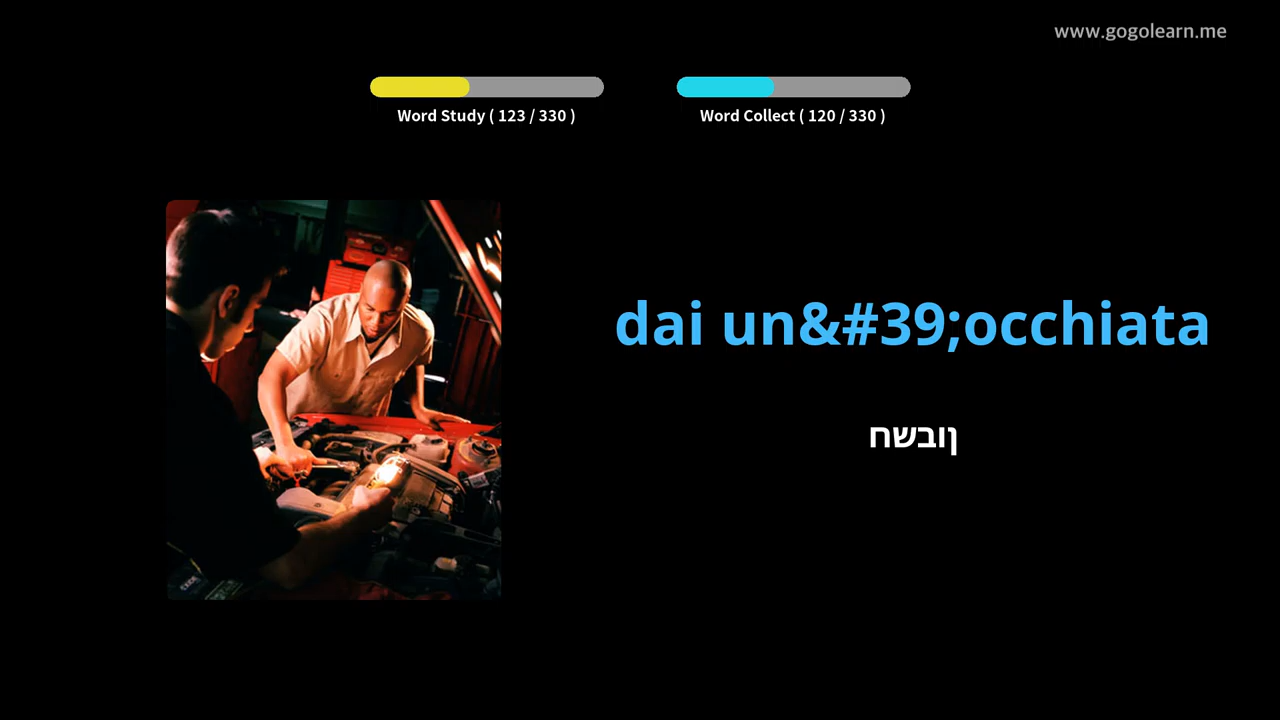 www.gogolearn.me
Word Study ( 123 / 330 )
Word Collect ( 120 / 330 )
dai un&#39;occhiata
ןובשח